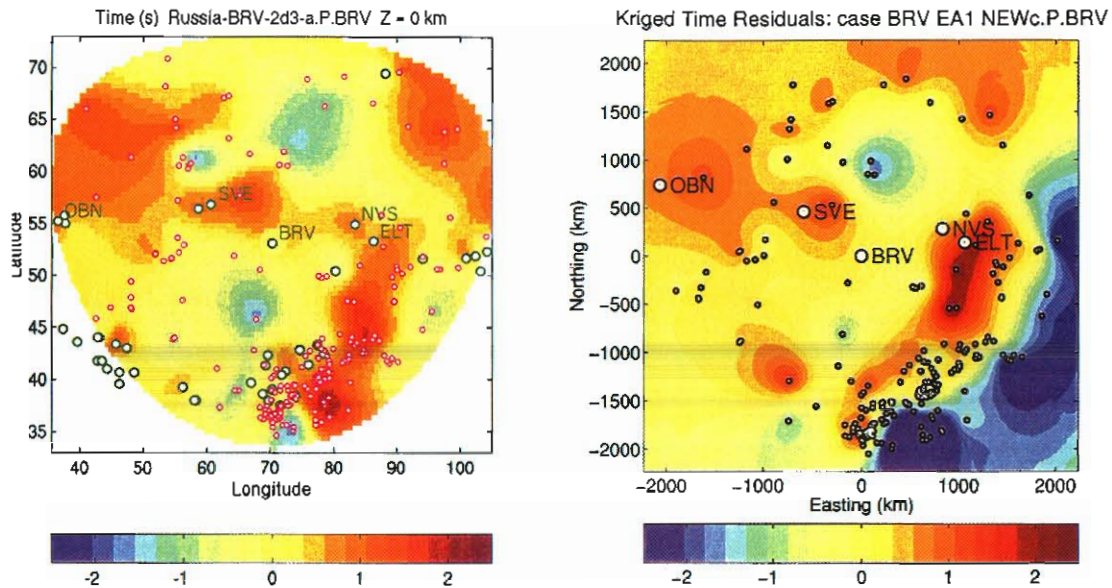 Time (s) Russia-BRV-2d3-a.P.BRV Z = 0 km
70
65
60
55
50
45
40
35
Latitude
OBN
SVE
BRV
NVS
ELT
40 50 60 70 80 90 100
Longitude
-2 -1 0 1 2
Kriged Time Residuals: case BRV EA1 NEWc.P.BRV
2000
1500
1000
500
0
-500
-1000
-1500
-2000
Northing (km)
OBN
SVE
BRV
NVS
ELT
-2000 -1000 0 1000 2000
Easting (km)
-2 -1 0 1 2